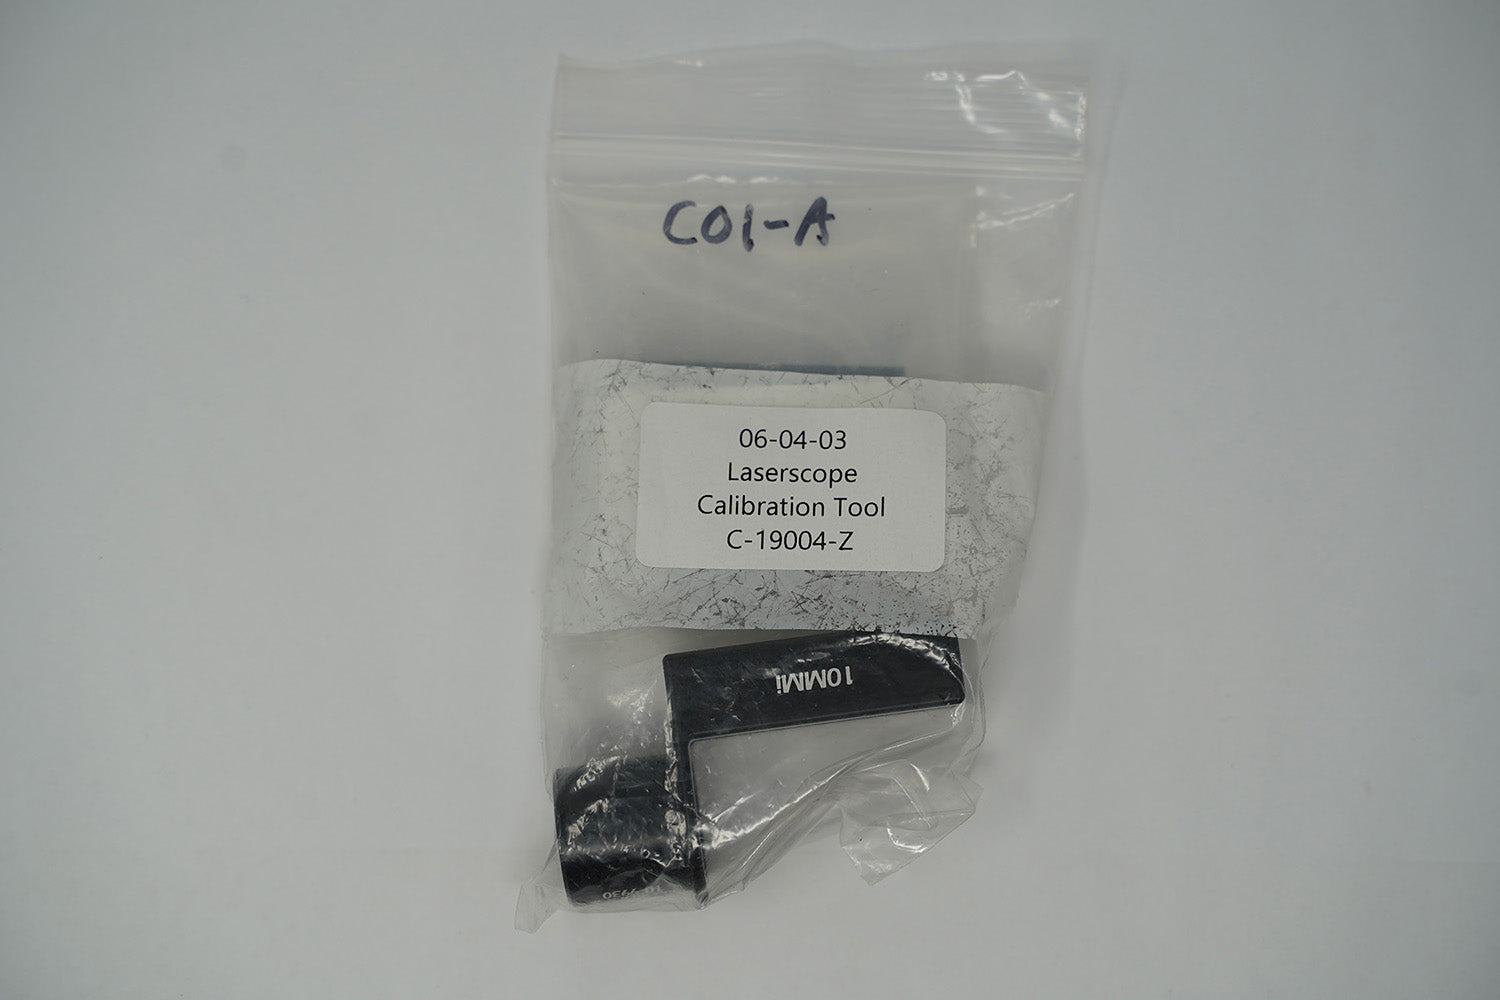 C01-A
06-04-03
Laserscope
Calibration Tool
C-19004-Z
10MMi